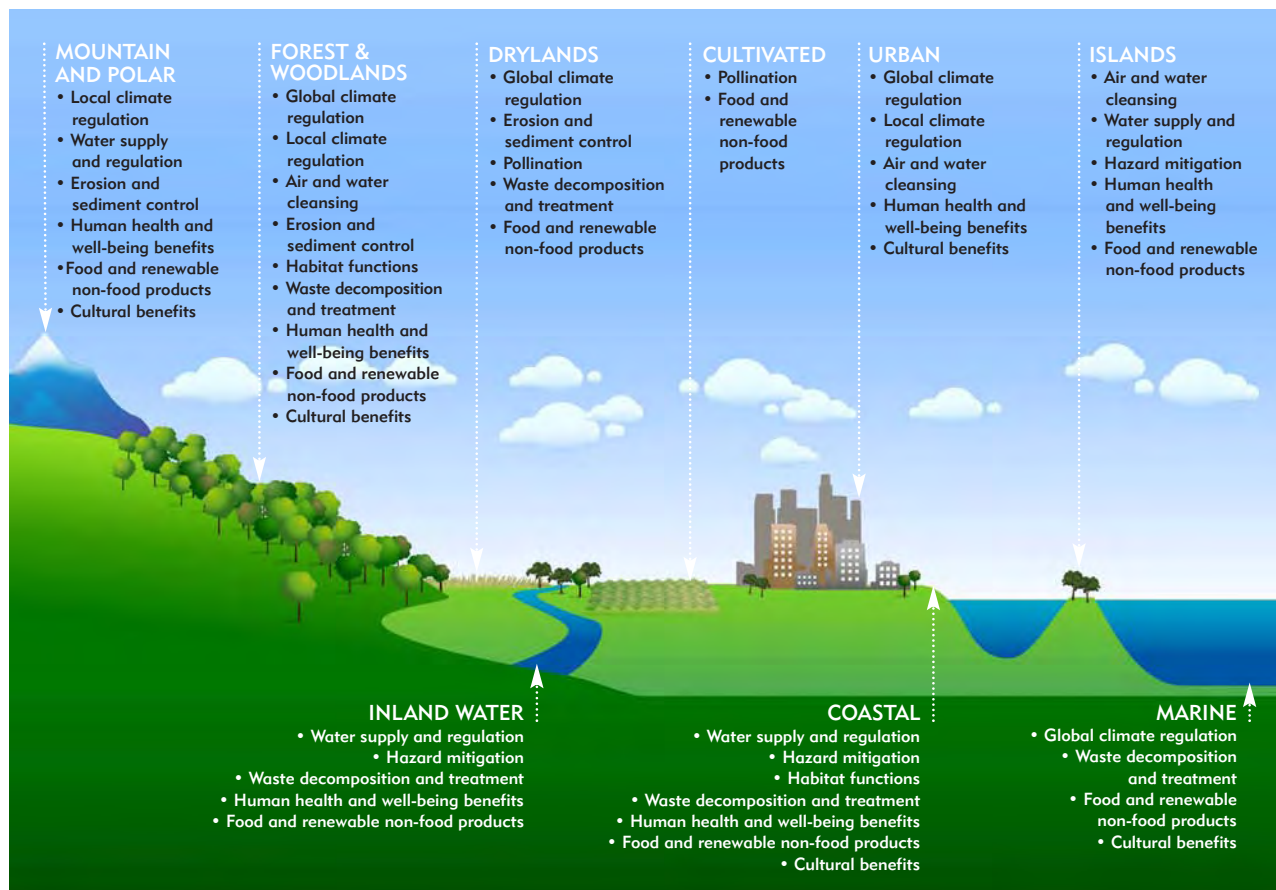 MOUNTAIN
AND POLAR
• Local climate
regulation
• Water supply
and regulation
• Erosion and
sediment control
• Human health and
well-being benefits
•Food and renewable
non-food products
• Cultural benefits
FOREST &
WOODLANDS
• Global climate
regulation
• Local climate
regulation
• Air and water
cleansing
• Erosion and
sediment control
• Habitat functions
• Waste decomposition
and treatment
• Human health and
well-being benefits
• Food and renewable
non-food products
• Cultural benefits
DRYLANDS
• Global climate
regulation
• Erosion and
sediment control
• Pollination
• Waste decomposition
and treatment
• Food and renewable
non-food products
CULTIVATED
• Pollination
• Food and
renewable
non-food
products
URBAN
• Global climate
regulation
• Local climate
regulation
• Air and water
cleansing
• Human health and
well-being benefits
• Cultural benefits
ISLANDS
• Air and water
cleansing
• Water supply and
regulation
• Hazard mitigation
• Human health
and well-being
benefits
• Food and renewable
non-food products
INLAND WATER
• Water supply and regulation
• Hazard mitigation
• Waste decomposition and treatment
• Human health and well-being benefits
• Food and renewable non-food products
COASTAL
• Water supply and regulation
• Hazard mitigation
• Habitat functions
• Waste decomposition and treatment
• Human health and well-being benefits
• Food and renewable non-food products
• Cultural benefits
MARINE
• Global climate regulation
• Waste decomposition
and treatment
• Food and renewable
non-food products
• Cultural benefits